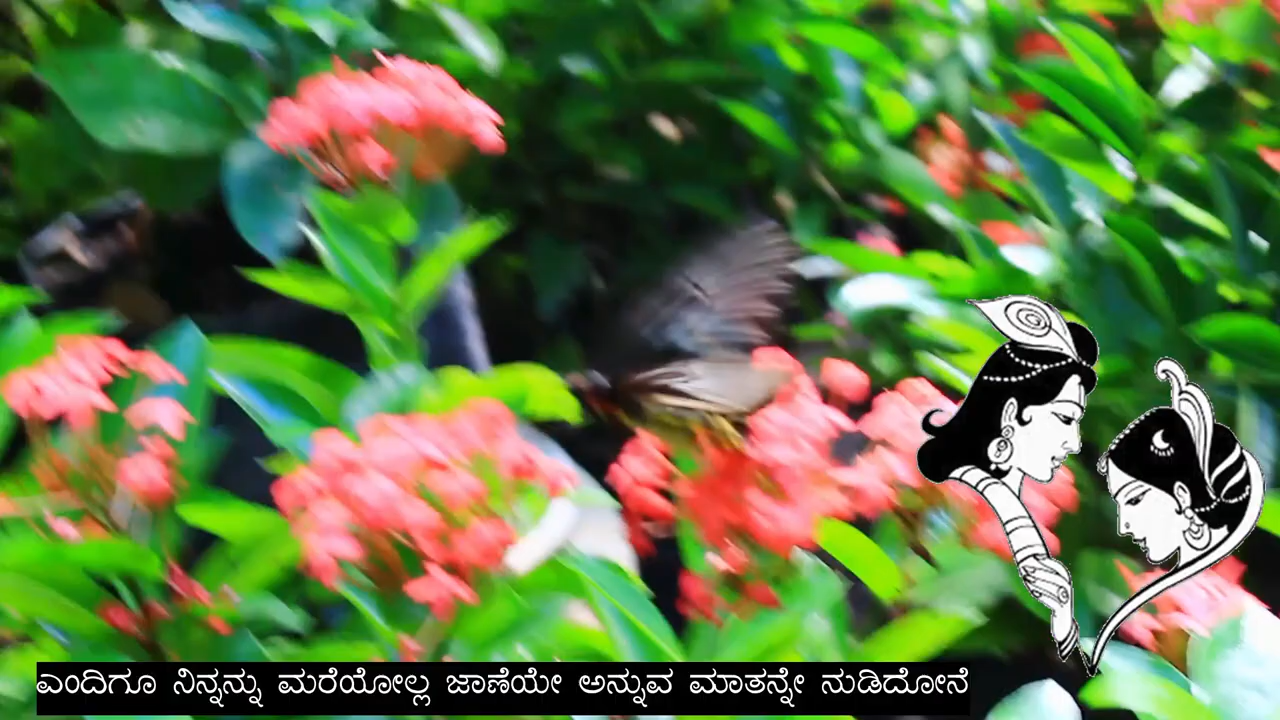 ಎಂದಿಗೂ ನಿನ್ನನ್ನು ಮರೆಯೋಲ್ಲ ಜಾಣೆಯೇ ಅನ್ನುವ ಮಾತನ್ನೇ ನುಡಿದೋನೆ